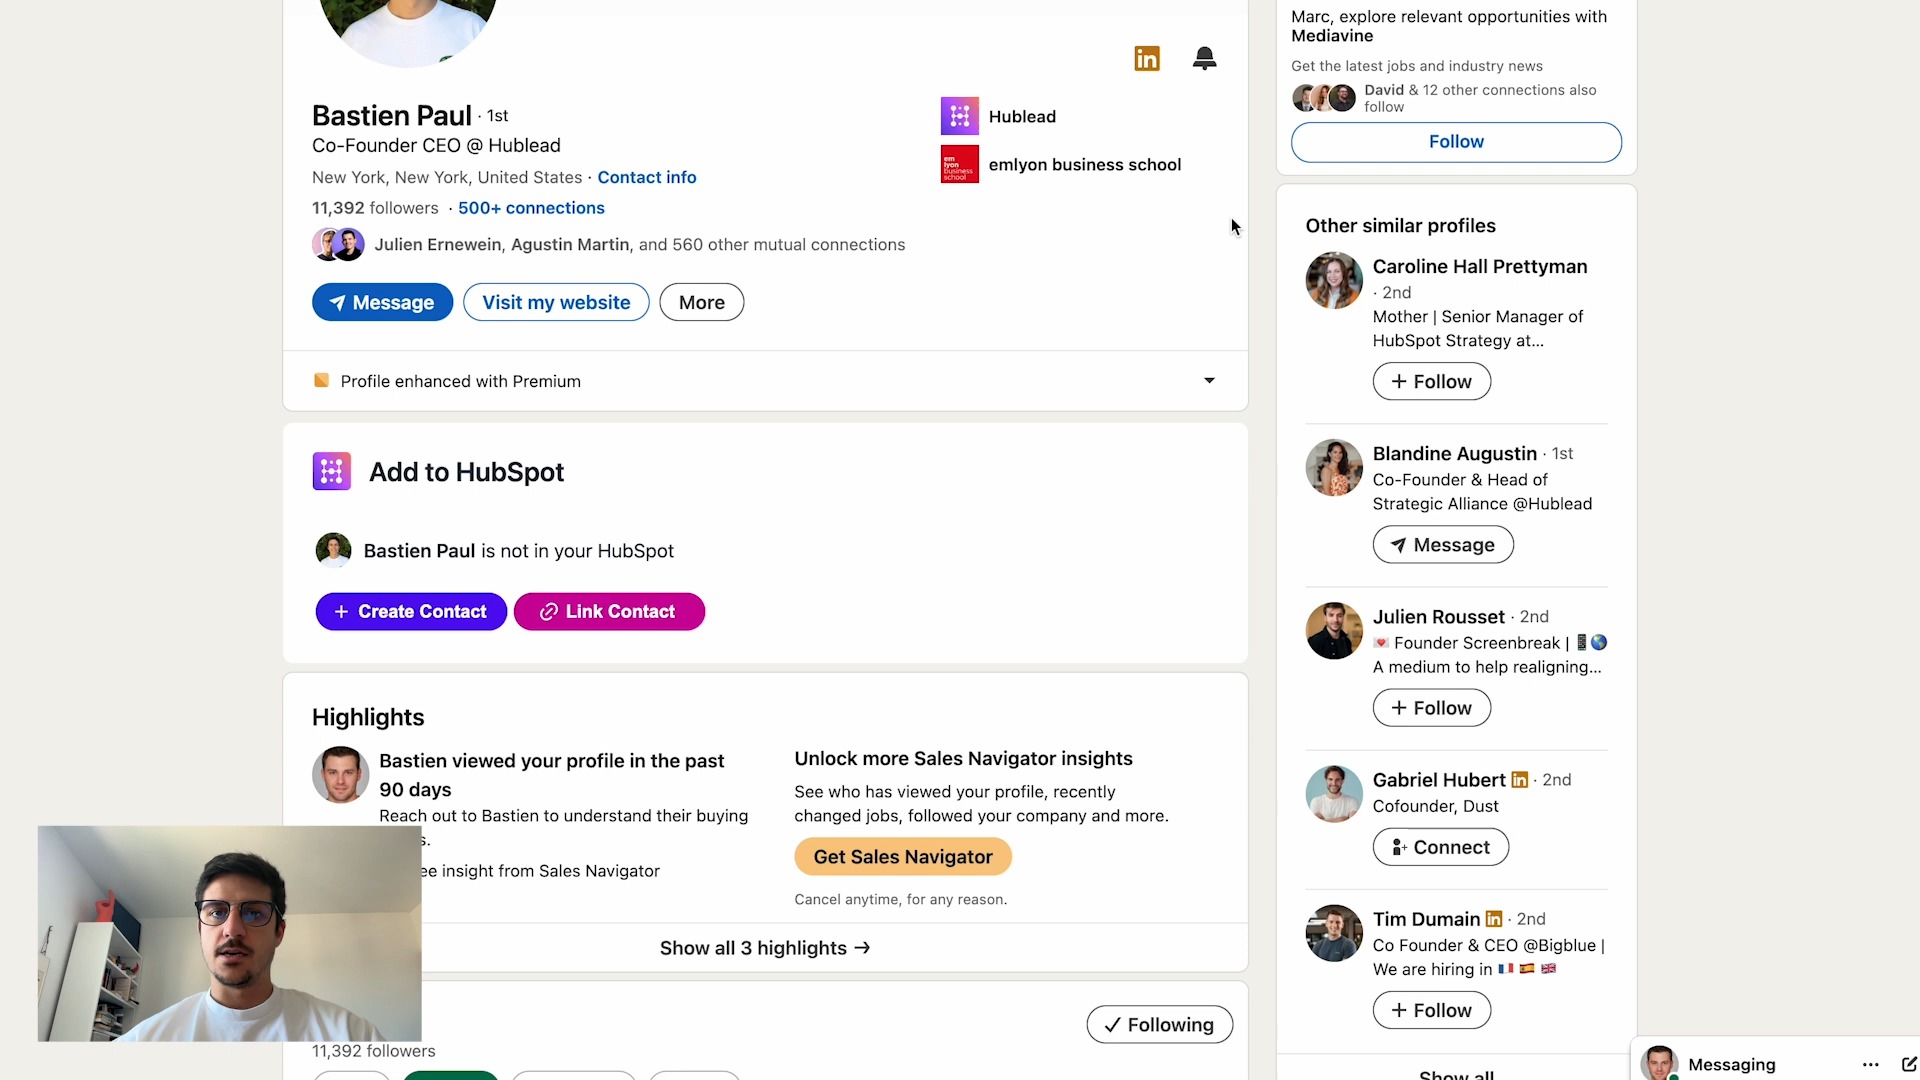 Bastien Paul · 1st
Co-Founder CEO @ Hublead
New York, New York, United States · Contact info
11,392 followers · 500+ connections
Julien Ernewein, Agustin Martin, and 560 other mutual connections
Message
Visit my website
More
in
Hublead
em
lyon
business
school
emlyon business school
Profile enhanced with Premium
Add to HubSpot
Bastien Paul is not in your HubSpot
+ Create Contact
Link Contact
Highlights
Bastien viewed your profile in the past
90 days
Reach out to Bastien to understand their buying
s.
ee insight from Sales Navigator
Unlock more Sales Navigator insights
See who has viewed your profile, recently
changed jobs, followed your company and more.
Get Sales Navigator
Cancel anytime, for any reason.
Show all 3 highlights →
Following
11,392 followers
Marc, explore relevant opportunities with
Mediavine
Get the latest jobs and industry news
David & 12 other connections also
follow
Follow
Other similar profiles
Caroline Hall Prettyman
· 2nd
Mother | Senior Manager of
HubSpot Strategy at...
+ Follow
Blandine Augustin · 1st
Co-Founder & Head of
Strategic Alliance @Hublead
Message
Julien Rousset · 2nd
💌 Founder Screenbreak | 📱🌎
A medium to help realigning...
+ Follow
Gabriel Hubert in · 2nd
Cofounder, Dust
Connect
Tim Dumain in · 2nd
Co Founder & CEO @Bigblue |
We are hiring in 🇫🇷 🇪🇸 🇬🇧
+ Follow
Show all
Messaging